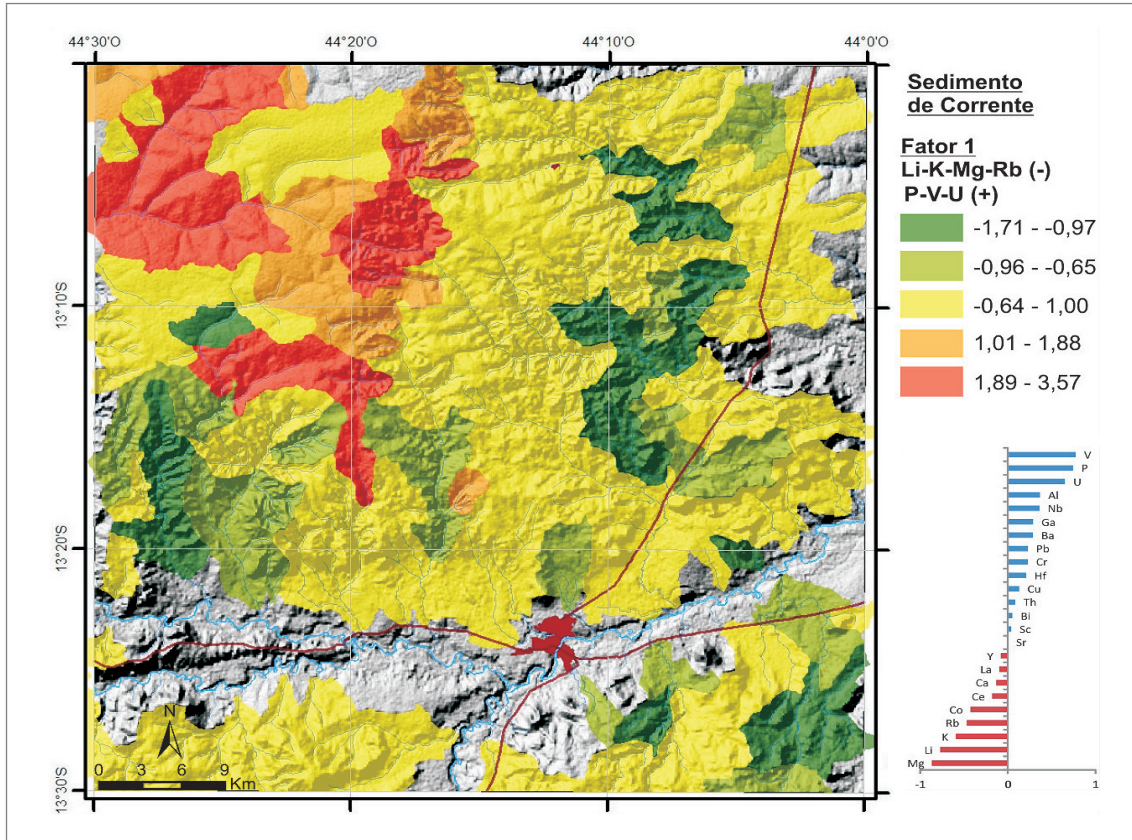 44°30'O
44°20'O
44°10'O
44°0'O
13°10'S
13°20'S
13°30'S
N
0 3 6 9
Km
Sedimento
de Corrente
Fator 1
Li-K-Mg-Rb (-)
P-V-U (+)
-1,71 - -0,97
-0,96 - -0,65
-0,64 - 1,00
1,01 - 1,88
1,89 - 3,57
V
P
U
Al
Nb
Ga
Ba
Pb
Cr
Hf
Cu
Th
Bi
Sc
Sr
Y
La
Ca
Ce
Co
Rb
K
Li
Mg
-1 0 1